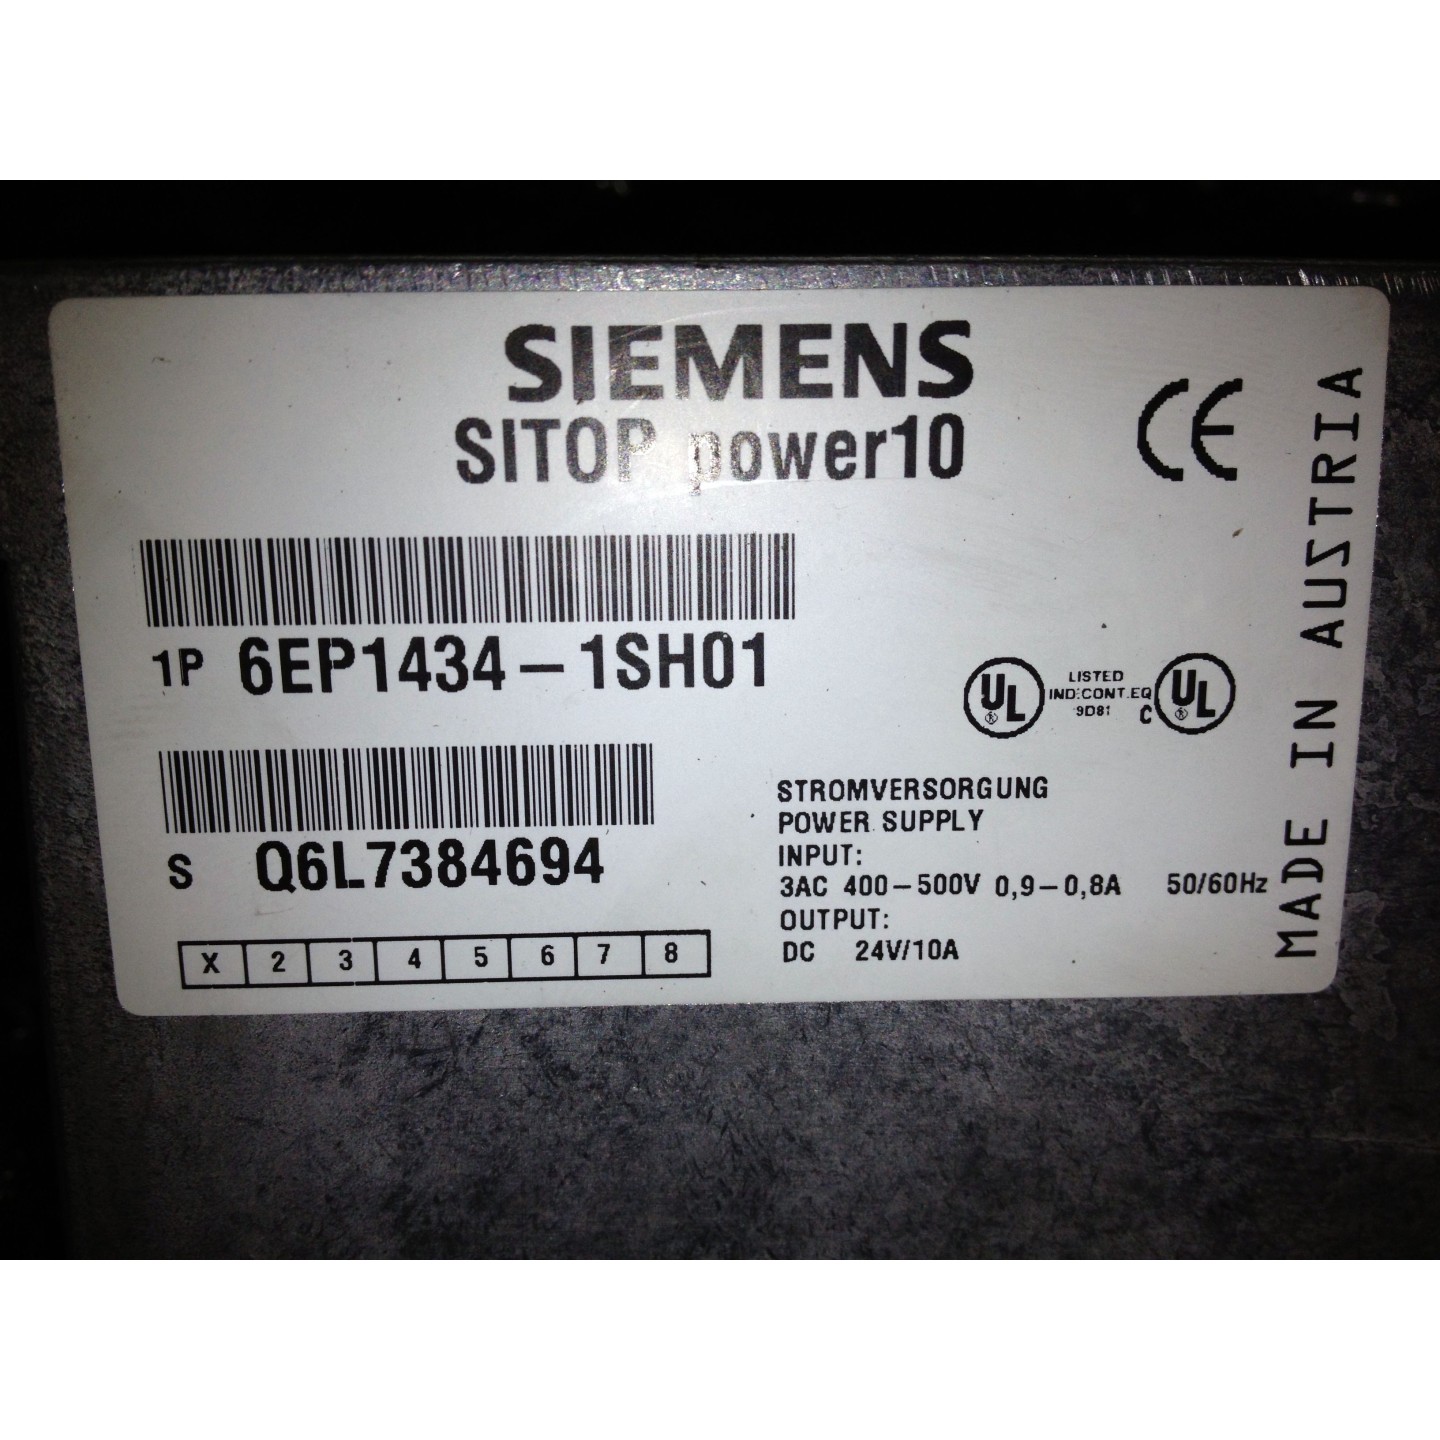 SIEMENS
SITOP power10
CE
1P 6EP1434-1SH01
S Q6L7384694
X 2 3 4 5 6 7 8
UL ® LISTED C UL ®
IND.CONT.EQ
9D81
STROMVERSORGUNG
POWER SUPPLY
INPUT:
3AC 400-500V 0,9-0,8A 50/60Hz
OUTPUT:
DC 24V/10A
MADE IN AUSTRIA